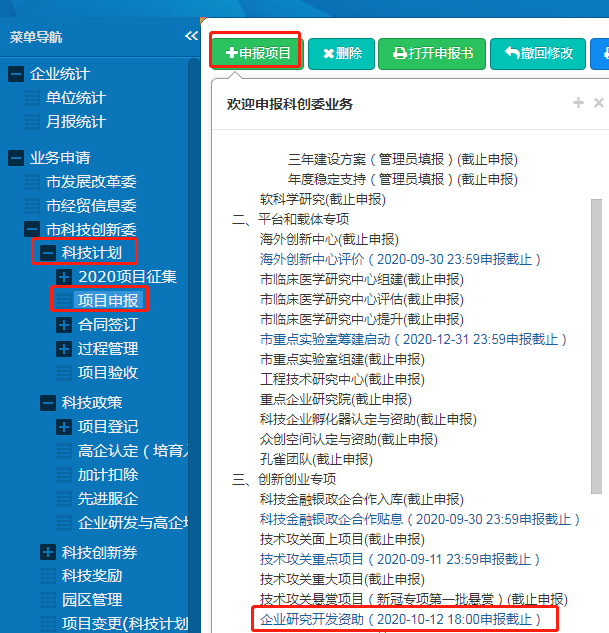 菜单导航
企业统计
单位统计
月报统计
业务申请
市发展改革委
市经贸信息委
市科技创新委
科技计划
2020项目征集
项目申报
合同签订
过程管理
项目验收
科技政策
项目登记
高企认定（培育入
加计扣除
先进服企
企业研发与高企
科技创新券
科技奖励
园区管理
项目变更(科技计划
申报项目 删除 打开申报书 撤回修改
欢迎申报科创委业务
三年建设方案（管理员填报）(截止申报)
年度稳定支持（管理员填报）(截止申报)
软科学研究(截止申报)
二、平台和载体专项
海外创新中心(截止申报)
海外创新中心评价（2020-09-30 23:59申报截止）
市临床医学研究中心组建(截止申报)
市临床医学研究中心评估(截止申报)
市临床医学研究中心提升(截止申报)
市重点实验室筹建启动（2020-12-31 23:59申报截止）
市重点实验室组建(截止申报)
工程技术研究中心(截止申报)
重点企业研究院(截止申报)
科技企业孵化器认定与资助(截止申报)
众创空间认定与资助(截止申报)
孔雀团队(截止申报)
三、创新创业专项
科技金融银政企合作入库(截止申报)
科技金融银政企合作贴息（2020-09-30 23:59申报截止）
技术攻关面上项目(截止申报)
技术攻关重点项目（2020-09-11 23:59申报截止）
技术攻关重大项目(截止申报)
技术攻关悬赏项目（新冠专项第一批悬赏）(截止申报)
企业研究开发资助（2020-10-12 18:00申报截止）